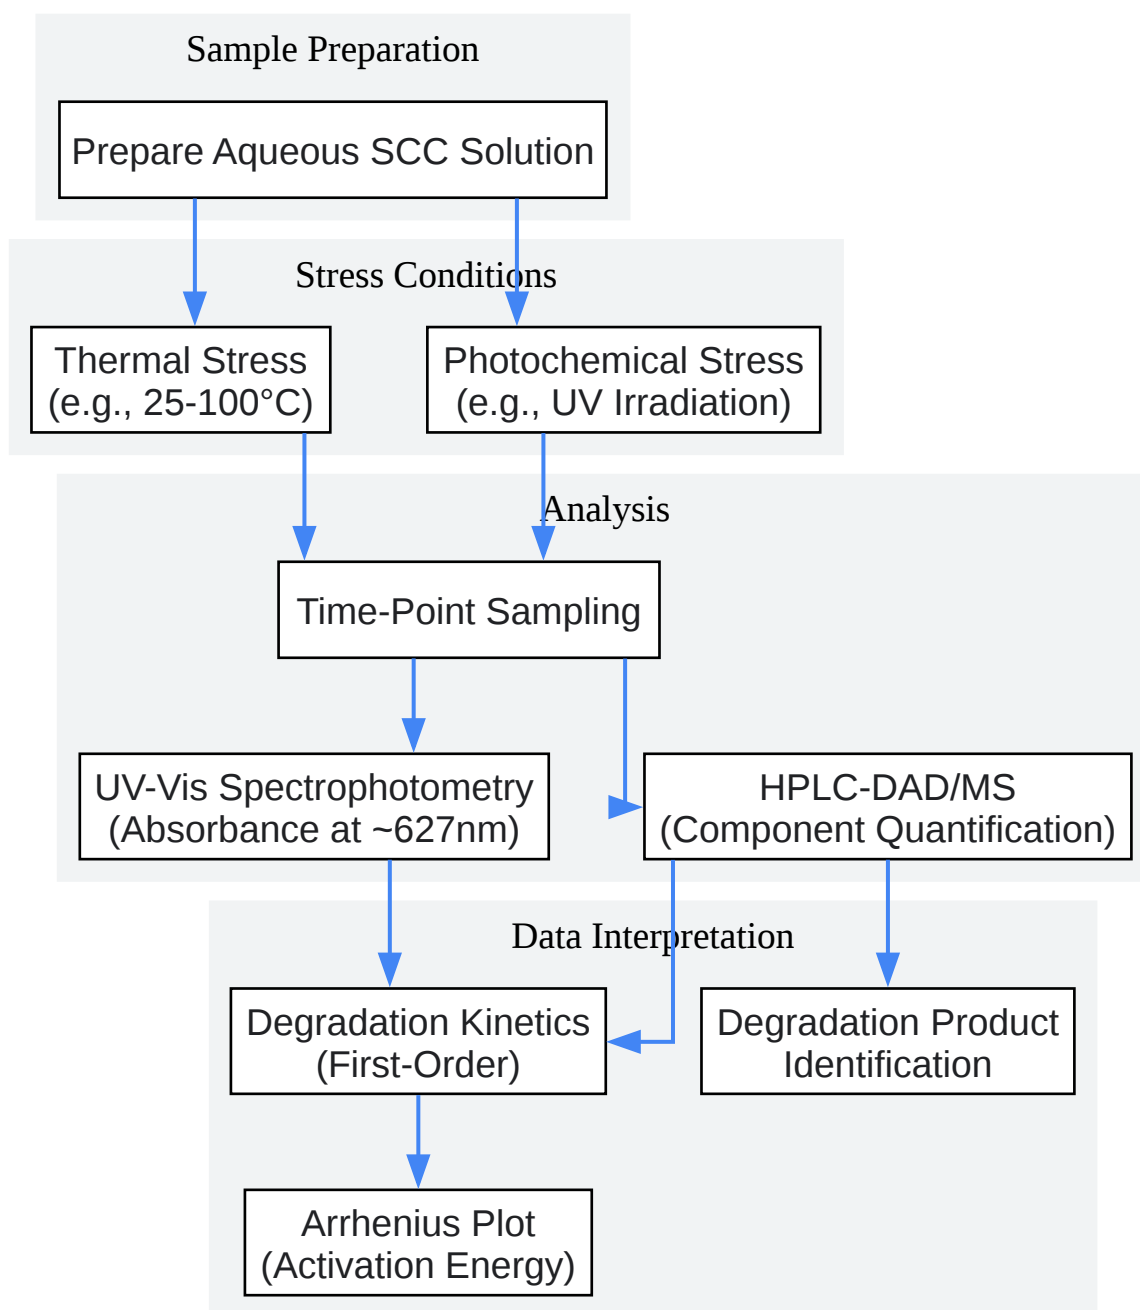 Sample Preparation
Prepare Aqueous SCC Solution
Stress Conditions
Thermal Stress
(e.g., 25-100°C)
Photochemical Stress
(e.g., UV Irradiation)
Analysis
Time-Point Sampling
UV-Vis Spectrophotometry
(Absorbance at ~627nm)
HPLC-DAD/MS
(Component Quantification)
Data Interpretation
Degradation Kinetics
(First-Order)
Degradation Product
Identification
Arrhenius Plot
(Activation Energy)